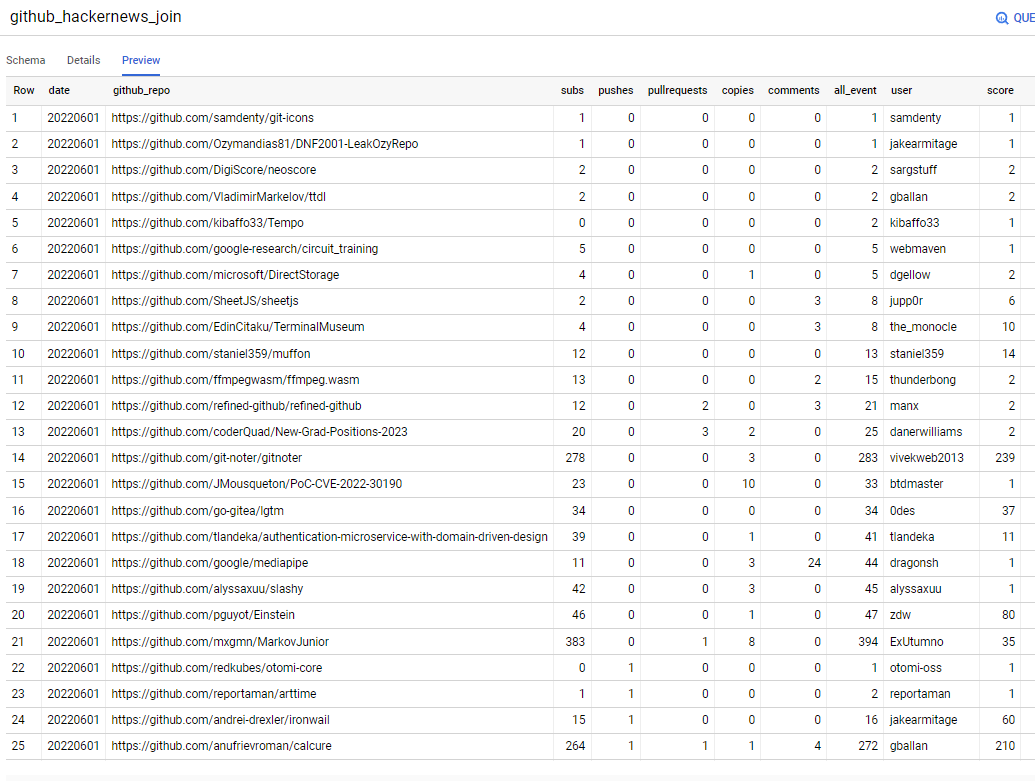 github_hackernews_join
QUE
Schema Details Preview
Row date github_repo subs pushes pullrequests copies comments all_event user score
1 20220601 https://github.com/samdenty/git-icons 1 0 0 0 0 1 samdenty 1
2 20220601 https://github.com/Ozymandias81/DNF2001-LeakOzyRepo 1 0 0 0 0 1 jakearmitage 1
3 20220601 https://github.com/DigiScore/neoscore 2 0 0 0 0 2 sargstuff 2
4 20220601 https://github.com/VladimirMarkelov/ttdl 2 0 0 0 0 2 gballan 2
5 20220601 https://github.com/kibaffo33/Tempo 0 0 0 0 0 2 kibaffo33 1
6 20220601 https://github.com/google-research/circuit_training 5 0 0 0 0 5 webmaven 1
7 20220601 https://github.com/microsoft/DirectStorage 4 0 0 1 0 5 dgellow 2
8 20220601 https://github.com/SheetJS/sheetjs 2 0 0 0 3 8 jupp0r 6
9 20220601 https://github.com/EdinCitaku/TerminalMuseum 4 0 0 0 3 8 the_monocle 10
10 20220601 https://github.com/staniel359/muffon 12 0 0 0 0 13 staniel359 14
11 20220601 https://github.com/ffmpegwasm/ffmpeg.wasm 13 0 0 0 2 15 thunderbong 2
12 20220601 https://github.com/refined-github/refined-github 12 0 2 0 3 21 manx 2
13 20220601 https://github.com/coderQuad/New-Grad-Positions-2023 20 0 3 2 0 25 danerwilliams 2
14 20220601 https://github.com/git-noter/gitnoter 278 0 0 3 0 283 vivekweb2013 239
15 20220601 https://github.com/JMousqueton/PoC-CVE-2022-30190 23 0 0 10 0 33 btdmaster 1
16 20220601 https://github.com/go-gitea/lgtm 34 0 0 0 0 34 0des 37
17 20220601 https://github.com/tlandeka/authentication-microservice-with-domain-driven-design 39 0 0 1 0 41 tlandeka 11
18 20220601 https://github.com/google/mediapipe 11 0 0 3 24 44 dragonsh 1
19 20220601 https://github.com/alyssaxuu/slashy 42 0 0 3 0 45 alyssaxuu 1
20 20220601 https://github.com/pguyot/Einstein 46 0 0 1 0 47 zdw 80
21 20220601 https://github.com/mxgmn/MarkovJunior 383 0 1 8 0 394 ExUtumno 35
22 20220601 https://github.com/redkubes/otomi-core 0 1 0 0 0 1 otomi-oss 1
23 20220601 https://github.com/reportaman/arttime 1 1 0 0 0 2 reportaman 1
24 20220601 https://github.com/andrei-drexler/ironwail 15 1 0 0 0 16 jakearmitage 60
25 20220601 https://github.com/anufrievroman/calcure 264 1 1 1 4 272 gballan 210